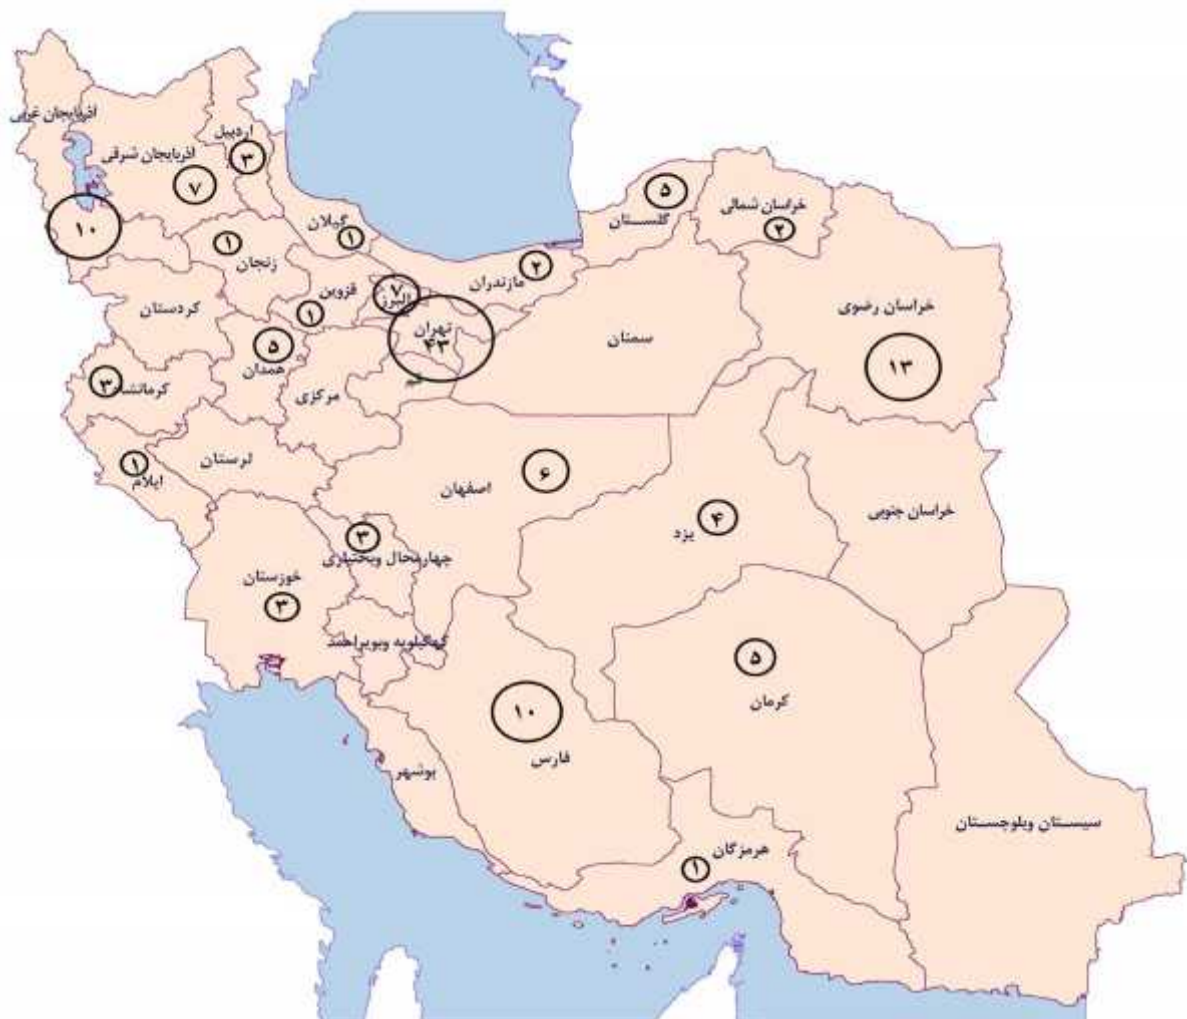 آذربایجان غربی
اردبیل
۳
آذربایجان شرقی
۷
۵
گلستان
خراسان شمالی
۲
۱۰
گیلان
۱
۱
زنجان
۲
مازندران
قزوین
۷
البرز
خراسان رضوی
کردستان
۱
تهران
۴۳
سمنان
۵
همدان
۱۳
۳
کرمانشاه
مرکزی
قم
۱
ایلام
لرستان
۶
اصفهان
خراسان جنوبی
۴
یزد
۳
چهارمحال وبختیاری
خوزستان
۳
کهگیلویه وبویراحمد
۵
کرمان
۱۰
فارس
بوشهر
سیستان وبلوچستان
هرمزگان
۱